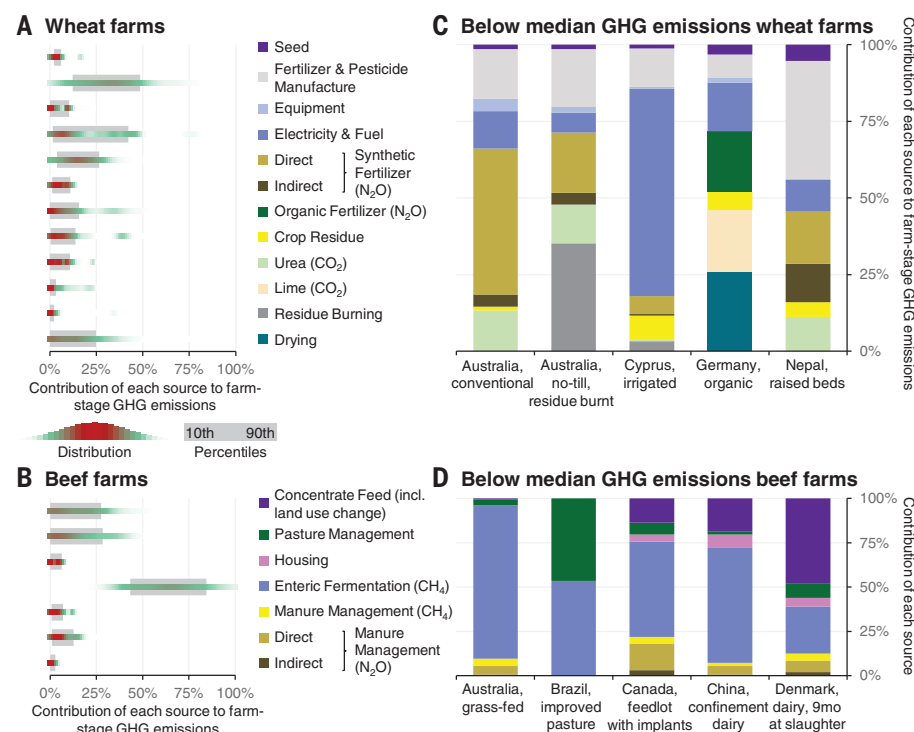 A Wheat farms
Seed
Fertilizer & Pesticide
Manufacture
Equipment
Electricity & Fuel
Direct
Indirect
Synthetic
Fertilizer
(N₂O)
Organic Fertilizer (N₂O)
Crop Residue
Urea (CO₂)
Lime (CO₂)
Residue Burning
Drying
0% 25% 50% 75% 100%
Contribution of each source to farm-
stage GHG emissions
Distribution
10th 90th
Percentiles
B Beef farms
Concentrate Feed (incl.
land use change)
Pasture Management
Housing
Enteric Fermentation (CH₄)
Manure Management (CH₄)
Direct
Indirect
Manure
Management
(N₂O)
0% 25% 50% 75% 100%
Contribution of each source to farm-
stage GHG emissions
C Below median GHG emissions wheat farms
100%
75%
50%
25%
0%
Contribution of each source to farm-stage GHG emissions
Australia,
conventional
Australia,
no-till,
residue burnt
Cyprus,
irrigated
Germany,
organic
Nepal,
raised beds
D Below median GHG emissions beef farms
100%
75%
50%
25%
0%
Contribution
of each source
Australia,
grass-fed
Brazil,
improved
pasture
Canada,
feedlot
with implants
China,
confinement
dairy
Denmark,
dairy, 9mo
at slaughter